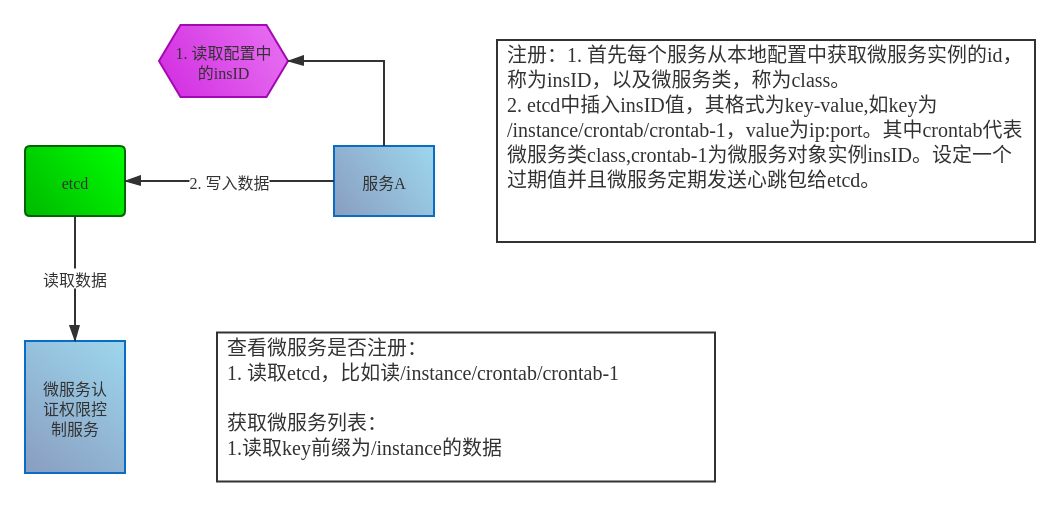 1. 读取配置中
的insID
注册：1. 首先每个服务从本地配置中获取微服务实例的id，
称为insID，以及微服务类，称为class。
2. etcd中插入insID值，其格式为key-value,如key为
/instance/crontab/crontab-1，value为ip:port。其中crontab代表
微服务类class,crontab-1为微服务对象实例insID。设定一个
过期值并且微服务定期发送心跳包给etcd。
etcd
2. 写入数据
服务A
读取数据
微服务认
证权限控
制服务
查看微服务是否注册：
1. 读取etcd，比如读/instance/crontab/crontab-1
获取微服务列表：
1.读取key前缀为/instance的数据